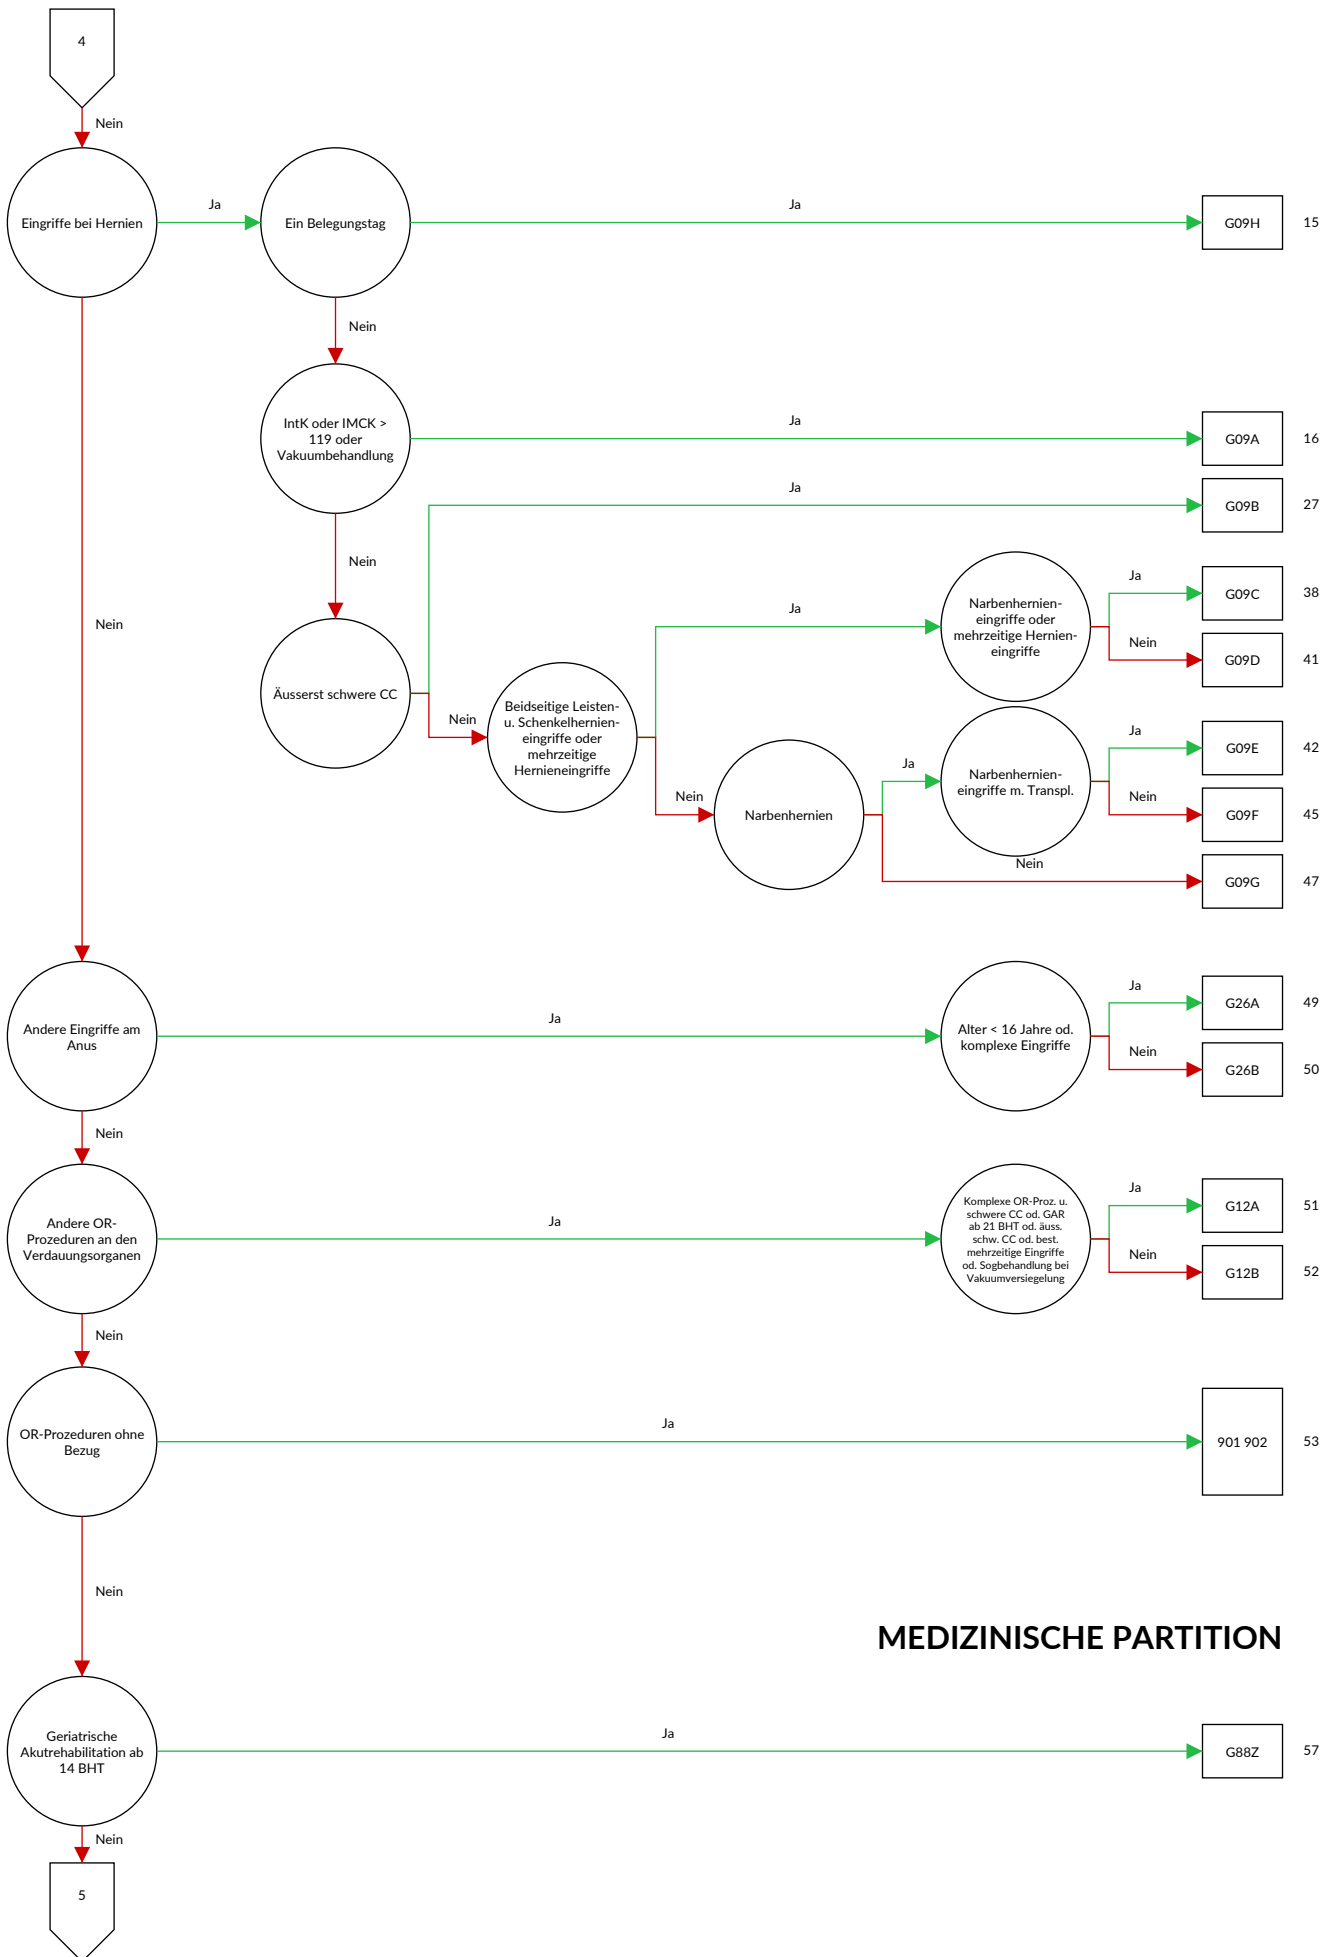 4
Nein
Eingriffe bei Hernien
Ja
Ein Belegungstag
Ja
G09H
15
Nein
IntK oder IMCK >
119 oder
Vakuumbehandlung
Ja
G09A
16
Ja
G09B
27
Nein
Äusserst schwere CC
Nein
Beidseitige Leisten-
u. Schenkelhernien-
eingriffe oder
mehrzeitige
Hernieneingriffe
Ja
Narbenhernien-
eingriffe oder
mehrzeitige Hernien-
eingriffe
Ja
G09C
38
Nein
G09D
41
Nein
Narbenhernien
Ja
Narbenhernien-
eingriffe m. Transpl.
Ja
G09E
42
Nein
G09F
45
Nein
G09G
47
Nein
Andere Eingriffe am
Anus
Ja
Alter < 16 Jahre od.
komplexe Eingriffe
Ja
G26A
49
Nein
G26B
50
Nein
Andere OR-
Prozeduren an den
Verdauungsorganen
Ja
Komplexe OR-Proz. u.
schwere CC od. GAR
ab 21 BHT od. äuss.
schw. CC od. best.
mehrzeitige Eingriffe
od. Sogbehandlung bei
Vakuumversiegelung
Ja
G12A
51
Nein
G12B
52
Nein
OR-Prozeduren ohne
Bezug
Ja
901 902
53
Nein
MEDIZINISCHE PARTITION
Geriatrische
Akutrehabilitation ab
14 BHT
Ja
G88Z
57
Nein
5